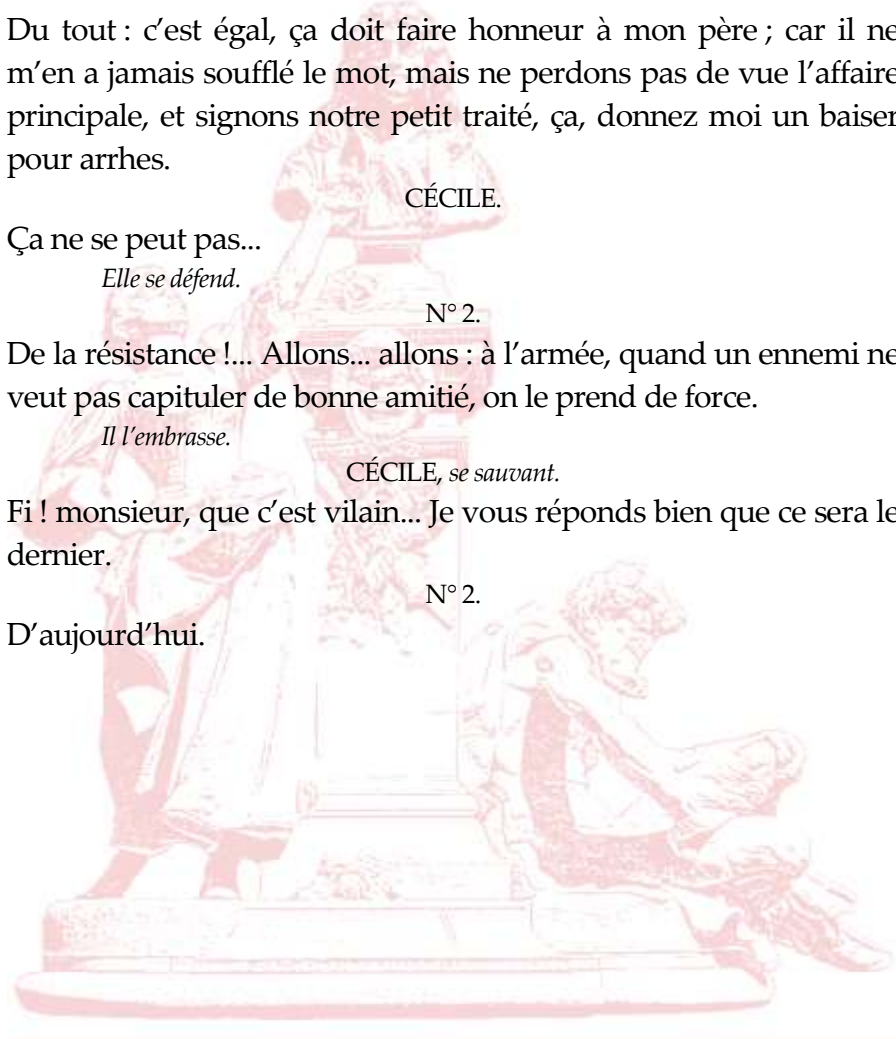 Du tout : c’est égal, ça doit faire honneur à mon père ; car il ne
m’en a jamais soufflé le mot, mais ne perdons pas de vue l’affaire
principale, et signons notre petit traité, ça, donnez moi un baiser
pour arrhes.
CÉCILE.
Ça ne se peut pas...
Elle se défend.
N° 2.
De la résistance !... Allons... allons : à l’armée, quand un ennemi ne
veut pas capituler de bonne amitié, on le prend de force.
Il l’embrasse.
CÉCILE, se sauvant.
Fi ! monsieur, que c’est vilain... Je vous réponds bien que ce sera le
dernier.
N° 2.
D’aujourd’hui.